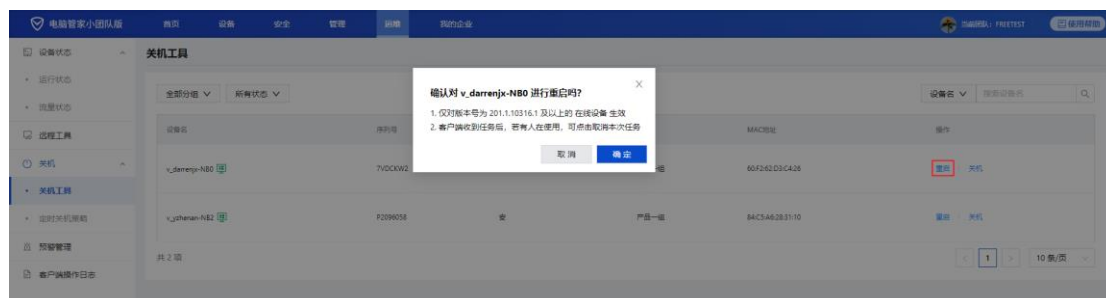 电脑管家小团队版
首页 设备 安全 管理 运维 我的企业
当前团队：FREETEST
使用帮助
设备状态
运行状态
流量状态
远程工具
关机
关机工具
定时关机策略
预警管理
客户端操作日志
关机工具
全部分组 所有状态
设备名 搜索设备名
设备名 序列号 MAC地址 操作
v_darrenjx-NB0 7VDCKW2 一组 60:F2:62:D3:C4:26 重启 关机
v_yzhenan-NB2 P2096058 安 产品一组 84:C5:A6:28:31:10 重启 关机
共 2 项
1 10 条/页
确认对 v_darrenjx-NB0 进行重启吗?
1. 仅对版本号为 201.1.10316.1 及以上的 在线设备 生效
2. 客户端收到任务后，若有人在使用，可点击取消本次任务
取 消 确 定